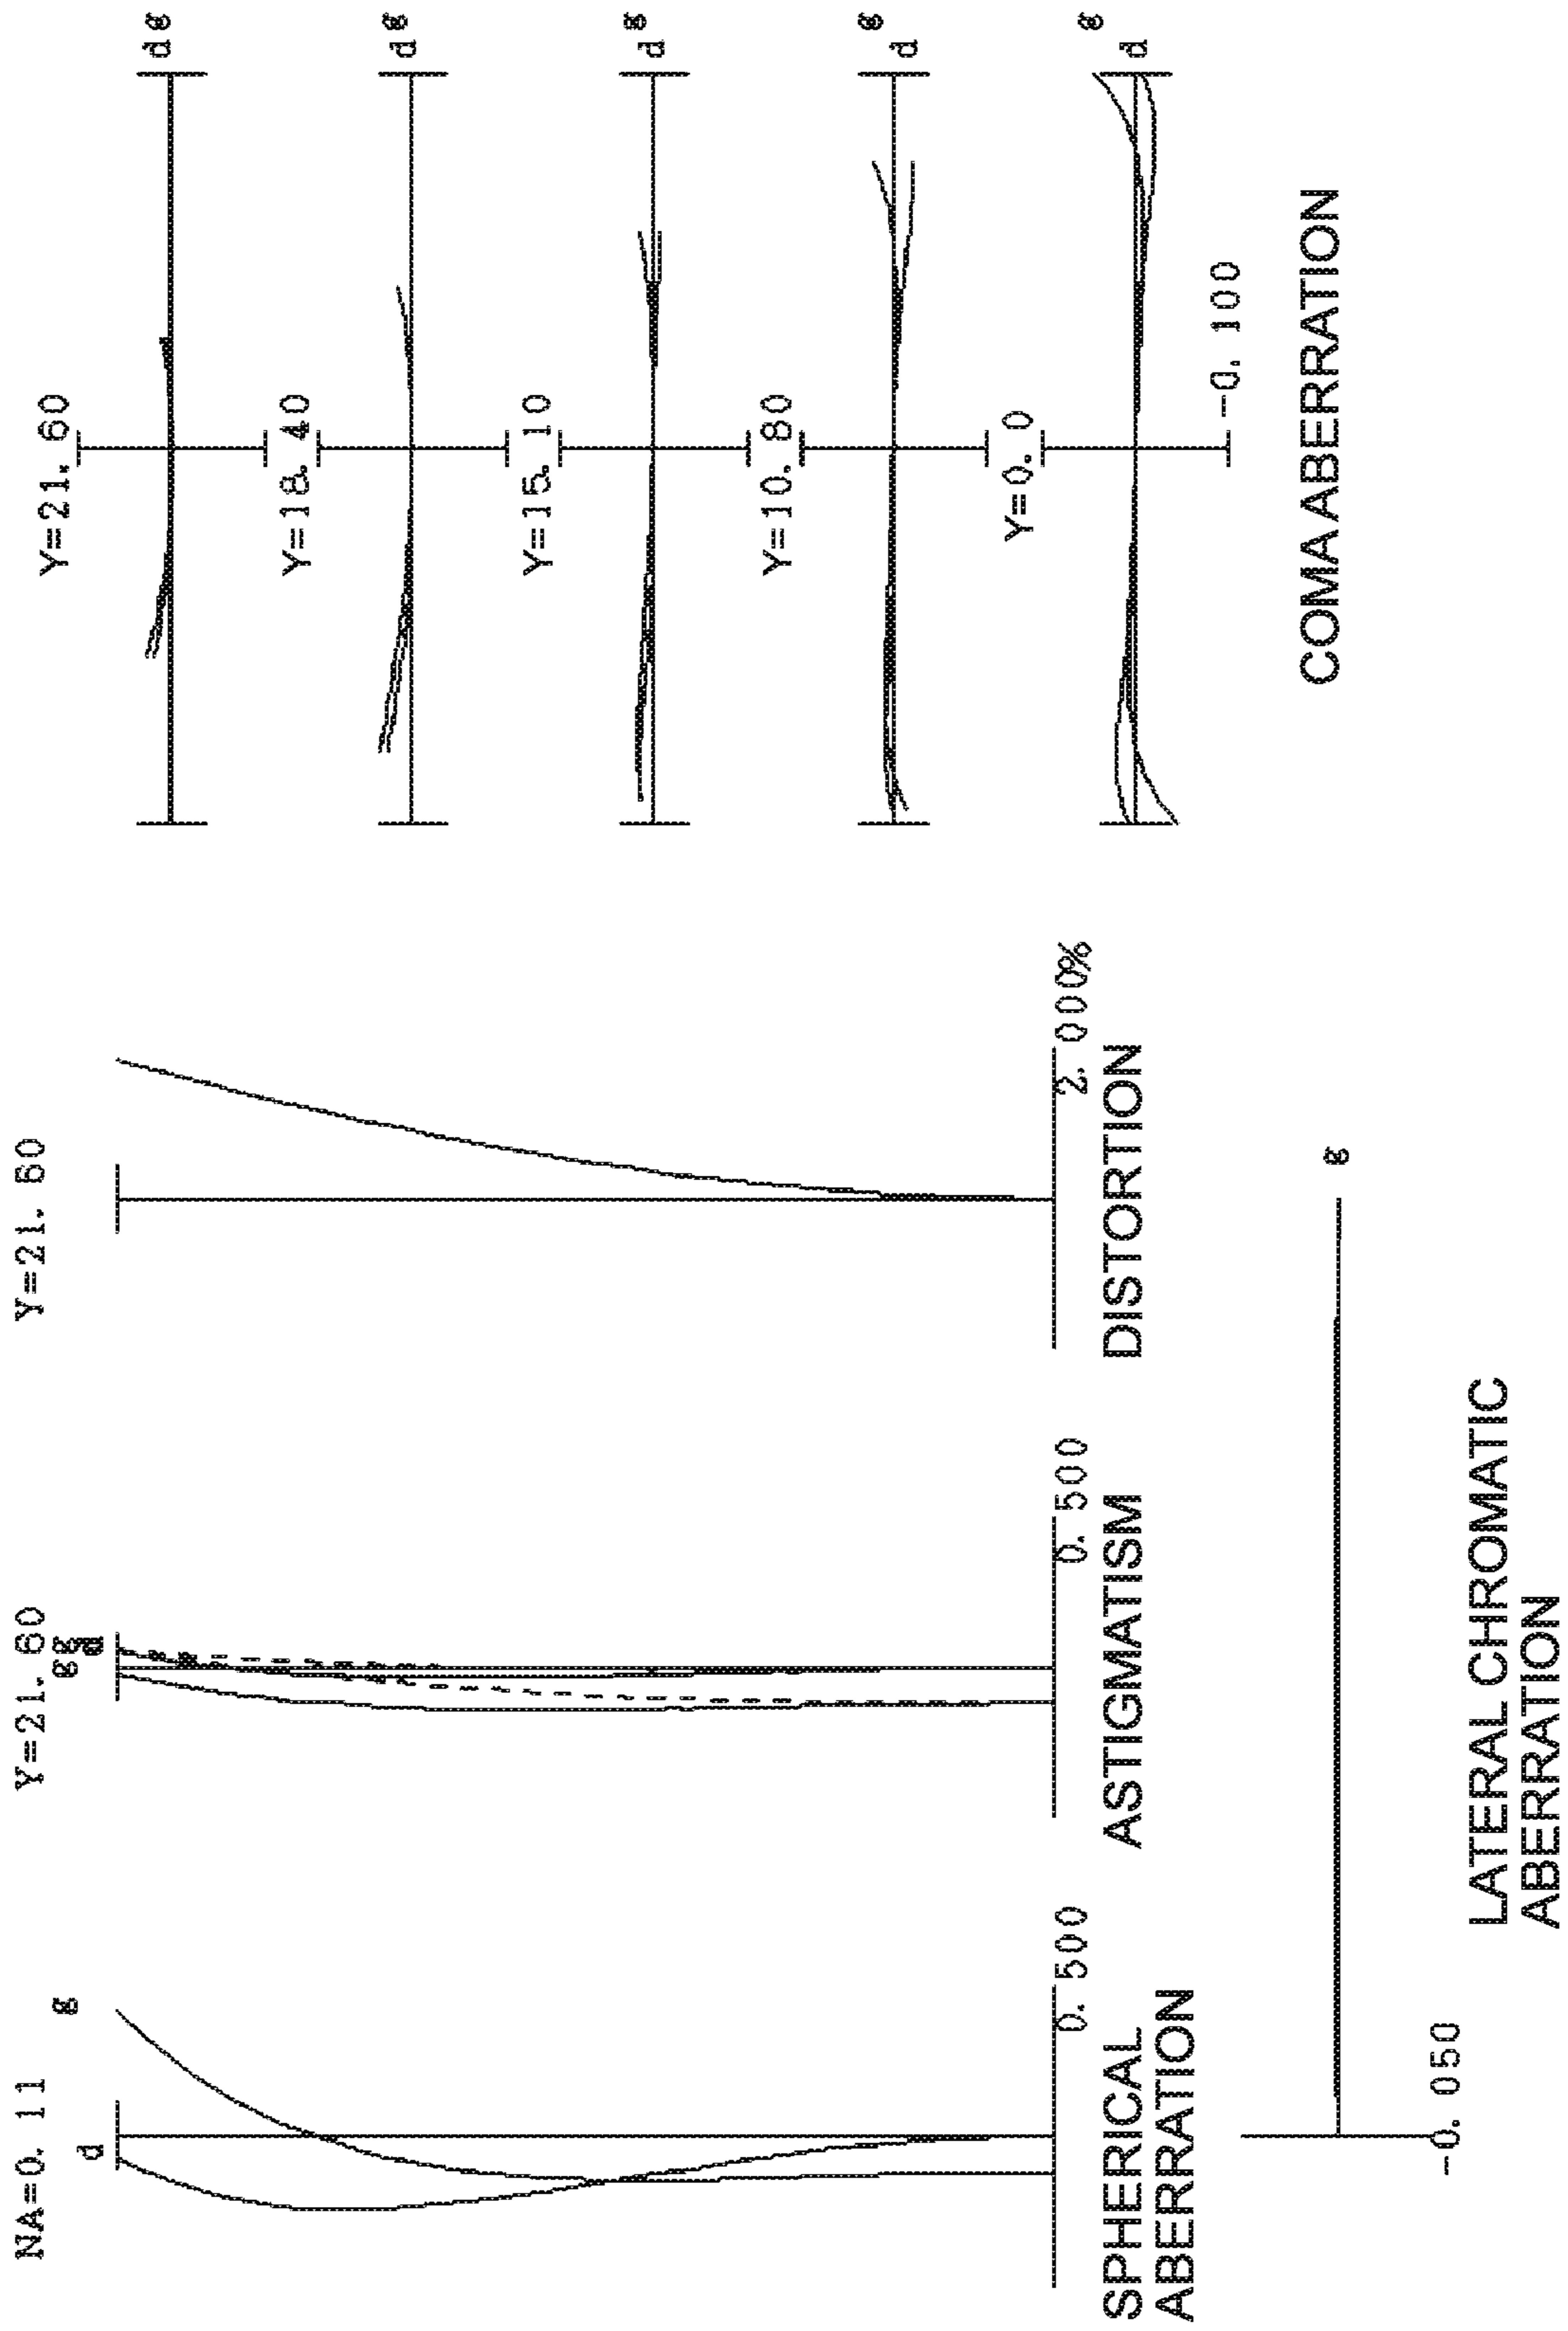 NA=0. 11
d
g
0. 500
SPHERICAL
ABERRATION
Y=21. 60
g g
d
0. 500
ASTIGMATISM
Y=21. 60
2. 000%
DISTORTION
Y=21. 60
d g
Y=18. 40
d g
Y=15. 10
d g
Y=10. 80
d g
Y=0. 0
d g
-0. 100
COMA ABERRATION
g
-0. 050
LATERAL CHROMATIC
ABERRATION